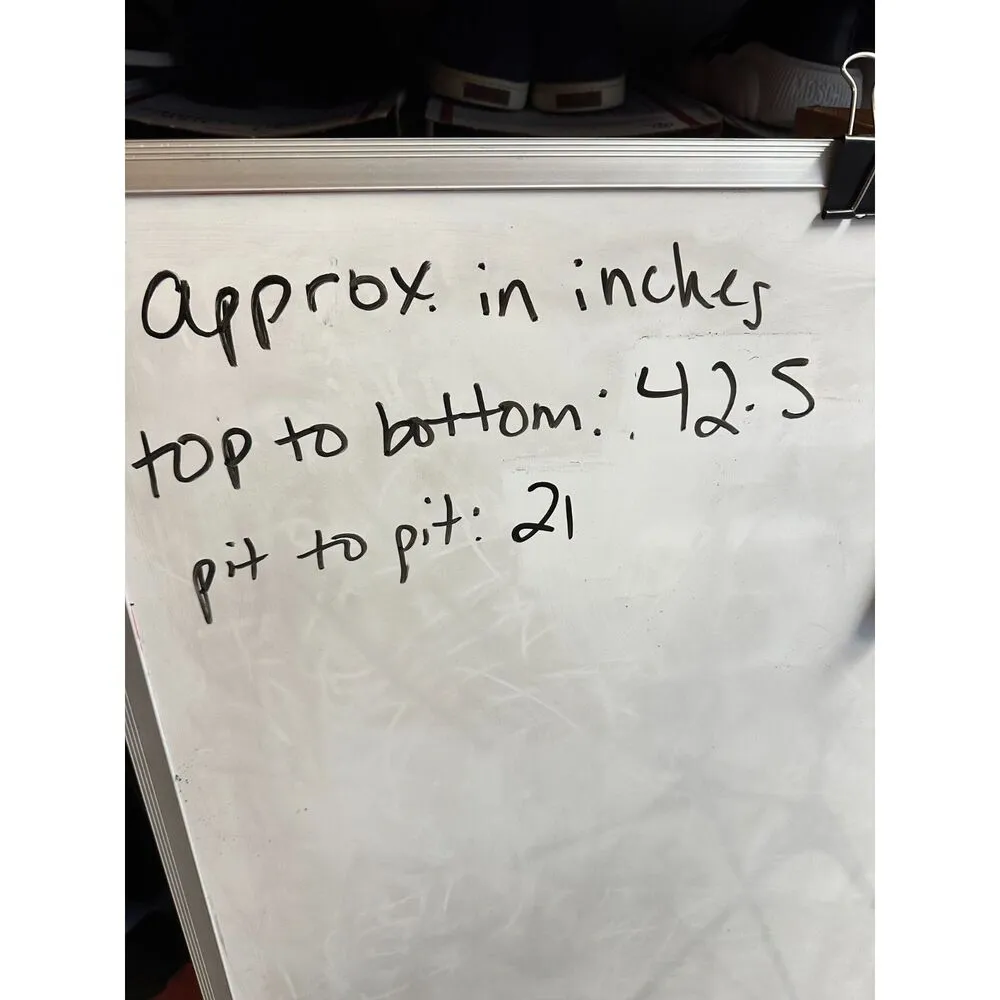 approx. in inches
top to bottom: 42.5
pit to pit: 21